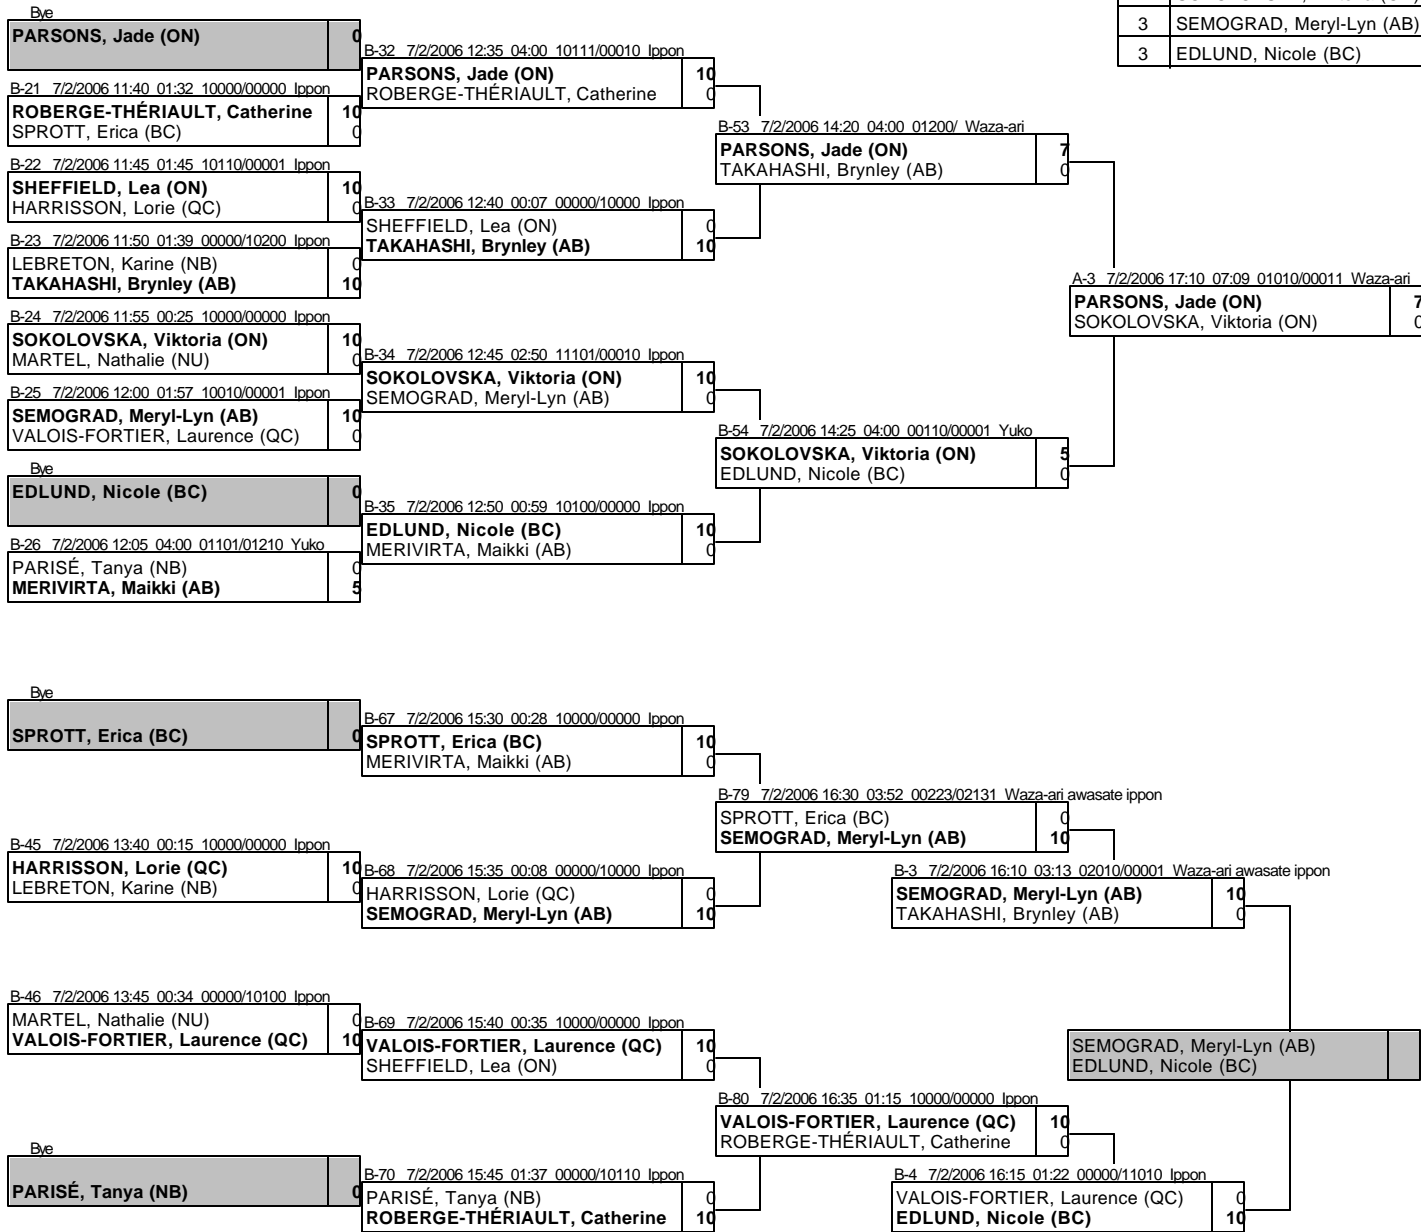 3 SEMOGRAD, Meryl-Lyn (AB)
3 EDLUND, Nicole (BC)
Bye
PARSONS, Jade (ON) 0
B-21 7/2/2006 11:40 01:32 10000/00000 Ippon
ROBERGE-THÉRIAULT, Catherine 10
SPROTT, Erica (BC) 0
B-22 7/2/2006 11:45 01:45 10110/00001 Ippon
SHEFFIELD, Lea (ON) 10
HARRISSON, Lorie (QC) 0
B-23 7/2/2006 11:50 01:39 00000/10200 Ippon
LEBRETON, Karine (NB) 0
TAKAHASHI, Brynley (AB) 10
B-24 7/2/2006 11:55 00:25 10000/00000 Ippon
SOKOLOVSKA, Viktoria (ON) 10
MARTEL, Nathalie (NU) 0
B-25 7/2/2006 12:00 01:57 10010/00001 Ippon
SEMOGRAD, Meryl-Lyn (AB) 10
VALOIS-FORTIER, Laurence (QC) 0
Bye
EDLUND, Nicole (BC) 0
B-26 7/2/2006 12:05 04:00 01101/01210 Yuko
PARISÉ, Tanya (NB) 0
MERIVIRTA, Maikki (AB) 5
B-32 7/2/2006 12:35 04:00 10111/00010 Ippon
PARSONS, Jade (ON) 10
ROBERGE-THÉRIAULT, Catherine 0
B-33 7/2/2006 12:40 00:07 00000/10000 Ippon
SHEFFIELD, Lea (ON) 0
TAKAHASHI, Brynley (AB) 10
B-34 7/2/2006 12:45 02:50 11101/00010 Ippon
SOKOLOVSKA, Viktoria (ON) 10
SEMOGRAD, Meryl-Lyn (AB) 0
B-35 7/2/2006 12:50 00:59 10100/00000 Ippon
EDLUND, Nicole (BC) 10
MERIVIRTA, Maikki (AB) 0
B-53 7/2/2006 14:20 04:00 01200/ Waza-ari
PARSONS, Jade (ON) 7
TAKAHASHI, Brynley (AB) 0
B-54 7/2/2006 14:25 04:00 00110/00001 Yuko
SOKOLOVSKA, Viktoria (ON) 5
EDLUND, Nicole (BC) 0
A-3 7/2/2006 17:10 07:09 01010/00011 Waza-ari
PARSONS, Jade (ON) 7
SOKOLOVSKA, Viktoria (ON) 0
Bye
SPROTT, Erica (BC) 0
B-45 7/2/2006 13:40 00:15 10000/00000 Ippon
HARRISSON, Lorie (QC) 10
LEBRETON, Karine (NB) 0
B-46 7/2/2006 13:45 00:34 00000/10100 Ippon
MARTEL, Nathalie (NU) 0
VALOIS-FORTIER, Laurence (QC) 10
Bye
PARISÉ, Tanya (NB) 0
B-67 7/2/2006 15:30 00:28 10000/00000 Ippon
SPROTT, Erica (BC) 10
MERIVIRTA, Maikki (AB) 0
B-68 7/2/2006 15:35 00:08 00000/10000 Ippon
HARRISSON, Lorie (QC) 0
SEMOGRAD, Meryl-Lyn (AB) 10
B-69 7/2/2006 15:40 00:35 10000/00000 Ippon
VALOIS-FORTIER, Laurence (QC) 10
SHEFFIELD, Lea (ON) 0
B-70 7/2/2006 15:45 01:37 00000/10110 Ippon
PARISÉ, Tanya (NB) 0
ROBERGE-THÉRIAULT, Catherine 10
B-79 7/2/2006 16:30 03:52 00223/02131 Waza-ari awasate ippon
SPROTT, Erica (BC) 0
SEMOGRAD, Meryl-Lyn (AB) 10
B-80 7/2/2006 16:35 01:15 10000/00000 Ippon
VALOIS-FORTIER, Laurence (QC) 10
ROBERGE-THÉRIAULT, Catherine 0
B-3 7/2/2006 16:10 03:13 02010/00001 Waza-ari awasate ippon
SEMOGRAD, Meryl-Lyn (AB) 10
TAKAHASHI, Brynley (AB) 0
B-4 7/2/2006 16:15 01:22 00000/11010 Ippon
VALOIS-FORTIER, Laurence (QC) 0
EDLUND, Nicole (BC) 10
SEMOGRAD, Meryl-Lyn (AB)
EDLUND, Nicole (BC)